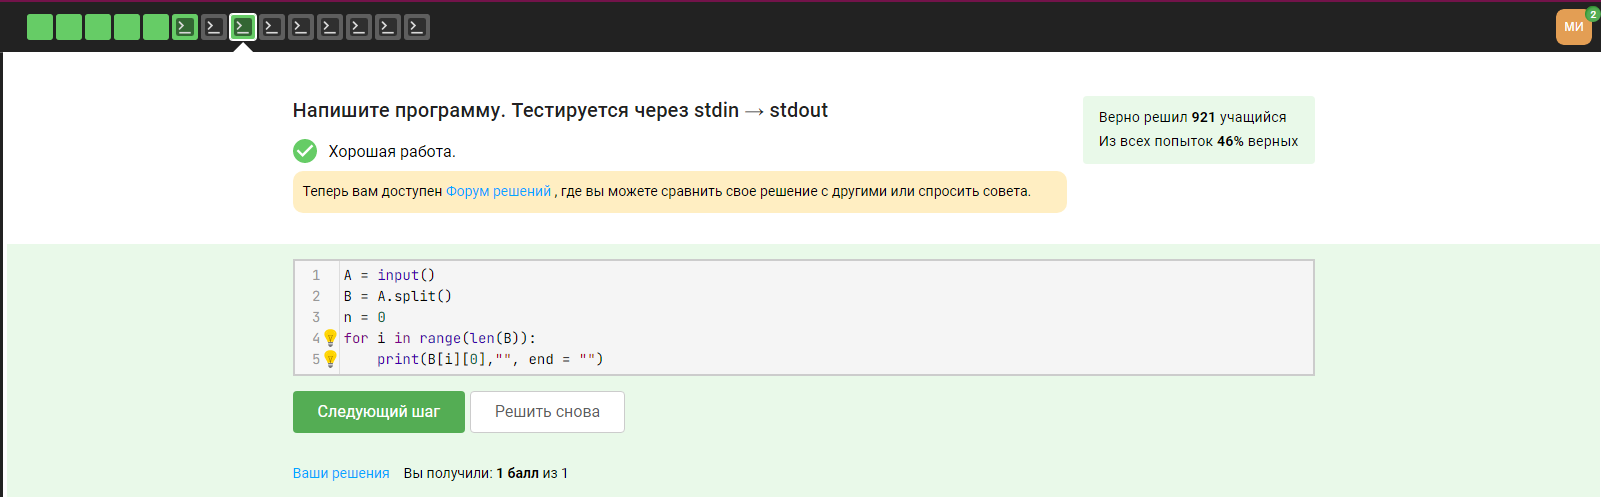 МИ
2
Напишите программу. Тестируется через stdin → stdout
Верно решил 921 учащийся
Из всех попыток 46% верных
Хорошая работа.
Теперь вам доступен Форум решений , где вы можете сравнить свое решение с другими или спросить совета.
1 A = input()
2 B = A.split()
3 n = 0
4 for i in range(len(B)):
5     print(B[i][0],"", end = "")
Следующий шаг
Решить снова
Ваши решения Вы получили: 1 балл из 1